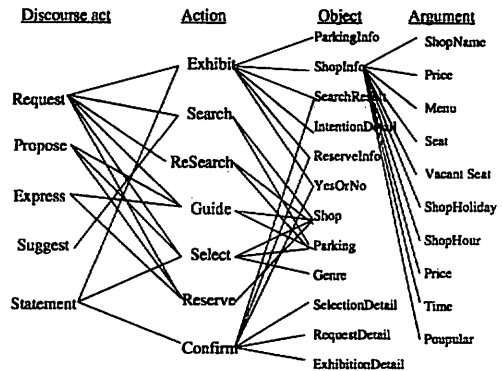 Discourse act
Action
Object
Argument
Request
Propose
Express
Suggest
Statement
Exhibit
Search
ReSearch
Guide
Select
Reserve
Confirm
ParkingInfo
ShopInfo
SearchResult
IntentionDetail
ReserveInfo
YesOrNo
Shop
Parking
Genre
SelectionDetail
RequestDetail
ExhibitionDetail
ShopName
Price
Menu
Seat
Vacant Seat
ShopHoliday
ShopHour
Price
Time
Poupular